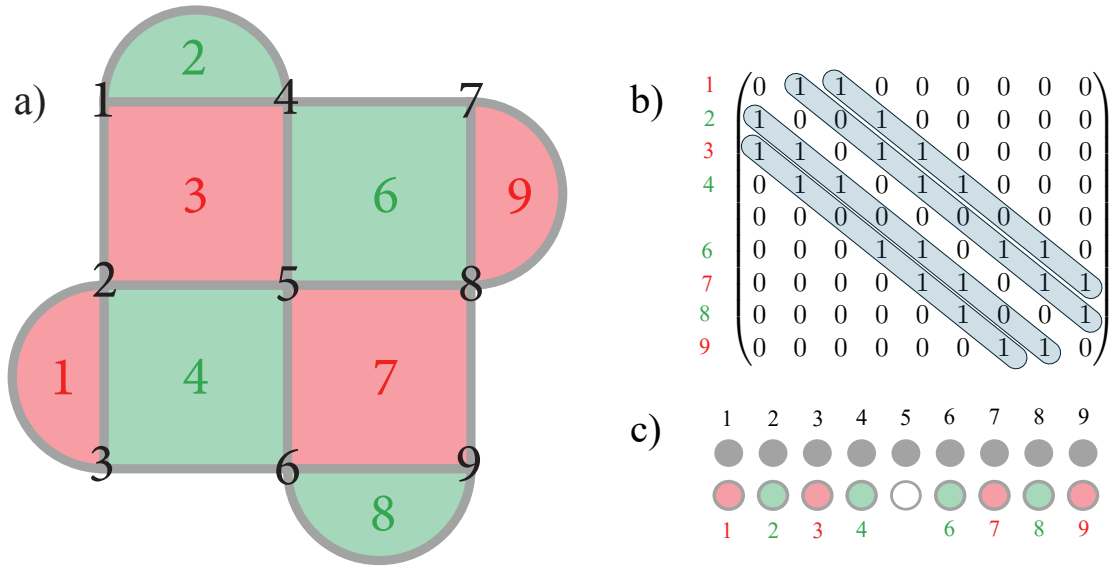 a)
2
1 4 7
3 6 9
2 5 8
1 4 7
3 6 9
8
b)
1 0 1 1 0 0 0 0 0 0
2 1 0 0 1 0 0 0 0 0
3 1 1 0 1 1 0 0 0 0
4 0 1 1 0 1 1 0 0 0
0 0 0 0 0 0 0 0 0
6 0 0 0 1 1 0 1 1 0
7 0 0 0 0 1 1 0 1 1
8 0 0 0 0 0 1 0 0 1
9 0 0 0 0 0 0 1 1 0
c)
1 2 3 4 5 6 7 8 9
1 2 3 4 6 7 8 9